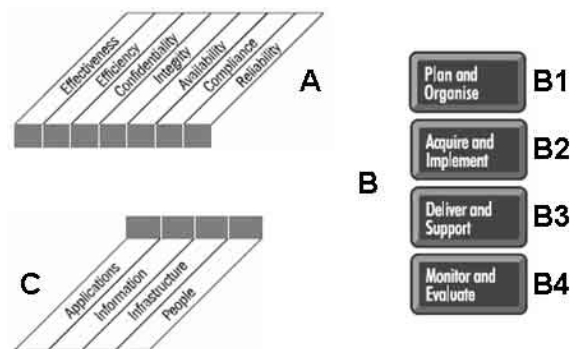 Effectiveness
Efficiency
Confidentiality
Integrity
Availability
Compliance
Reliability
A
Plan and
Organise
B1
Acquire and
Implement
B2
B
Deliver and
Support
B3
Monitor and
Evaluate
B4
C
Applications
Information
Infrastructure
People